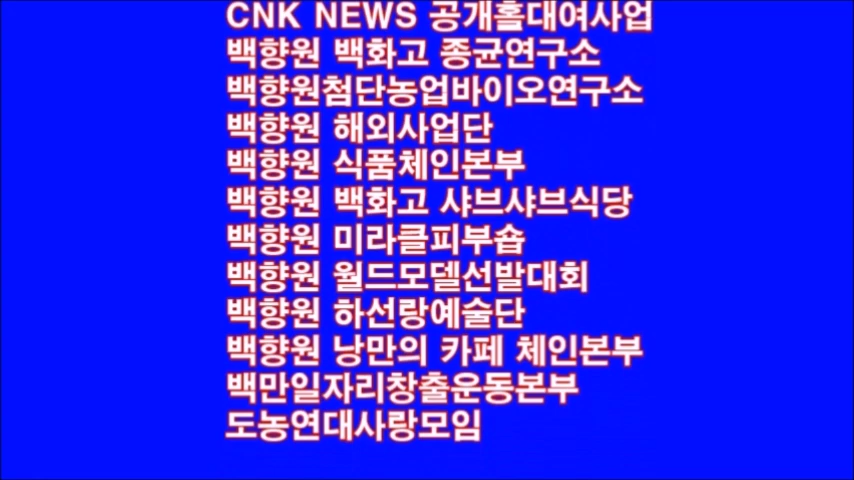 CNK NEWS 공개홀대여사업
백향원 백화고 종균연구소
백향원첨단농업바이오연구소
백향원 해외사업단
백향원 식품체인본부
백향원 백화고 샤브샤브식당
백향원 미라클피부숍
백향원 월드모델선발대회
백향원 하선랑예술단
백향원 낭만의 카페 체인본부
백만일자리창출운동본부
도농연대사랑모임